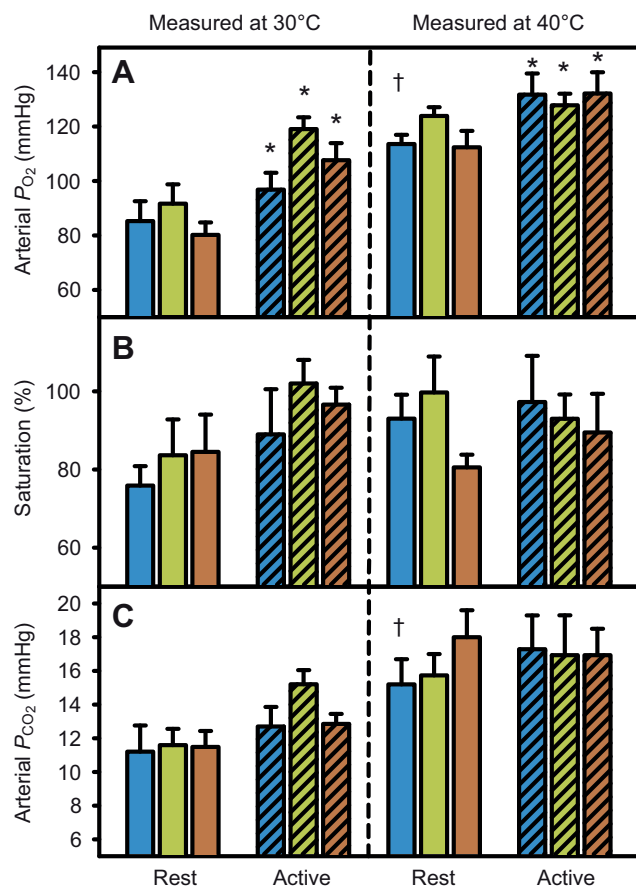 Measured at 30°C Measured at 40°C
A
Arterial PO2 (mmHg)
140
120
100
80
60
* * *
†
* * *
B
Saturation (%)
100
80
60
C
Arterial PCO2 (mmHg)
20
18
16
14
12
10
8
6
†
Rest Active Rest Active